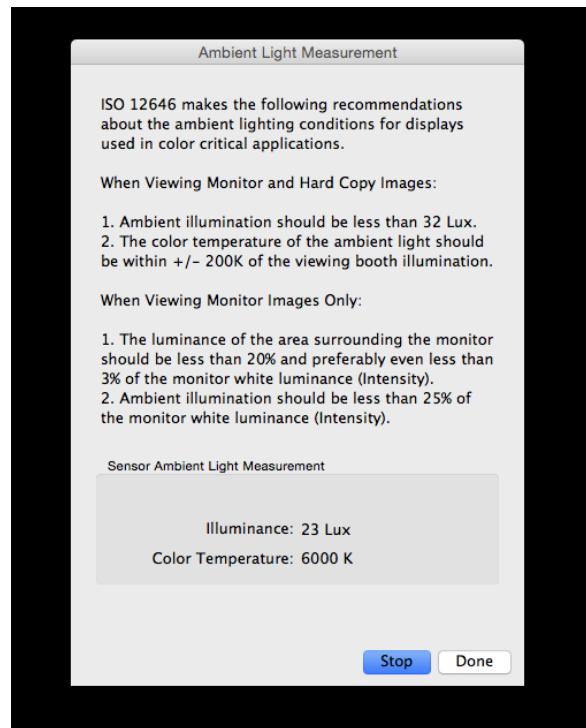 Ambient Light Measurement
ISO 12646 makes the following recommendations
about the ambient lighting conditions for displays
used in color critical applications.
When Viewing Monitor and Hard Copy Images:
1. Ambient illumination should be less than 32 Lux.
2. The color temperature of the ambient light should
be within +/- 200K of the viewing booth illumination.
When Viewing Monitor Images Only:
1. The luminance of the area surrounding the monitor
should be less than 20% and preferably even less than
3% of the monitor white luminance (Intensity).
2. Ambient illumination should be less than 25% of
the monitor white luminance (Intensity).
Sensor Ambient Light Measurement
Illuminance: 23 Lux
Color Temperature: 6000 K
Stop Done